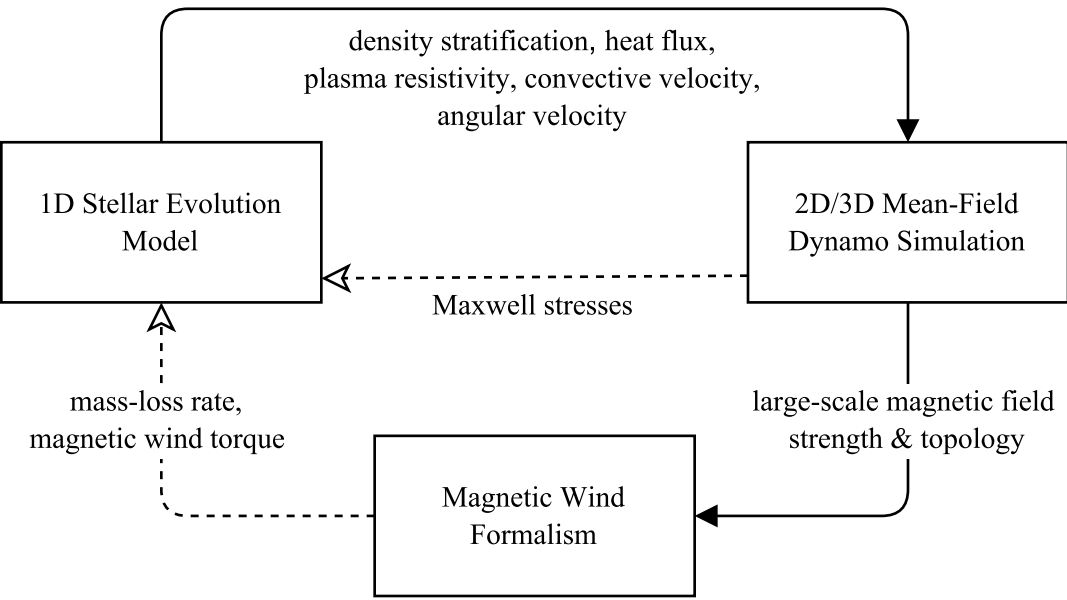 density stratification, heat flux,
plasma resistivity, convective velocity,
angular velocity
1D Stellar Evolution
Model
2D/3D Mean-Field
Dynamo Simulation
Maxwell stresses
mass-loss rate,
magnetic wind torque
large-scale magnetic field
strength & topology
Magnetic Wind
Formalism